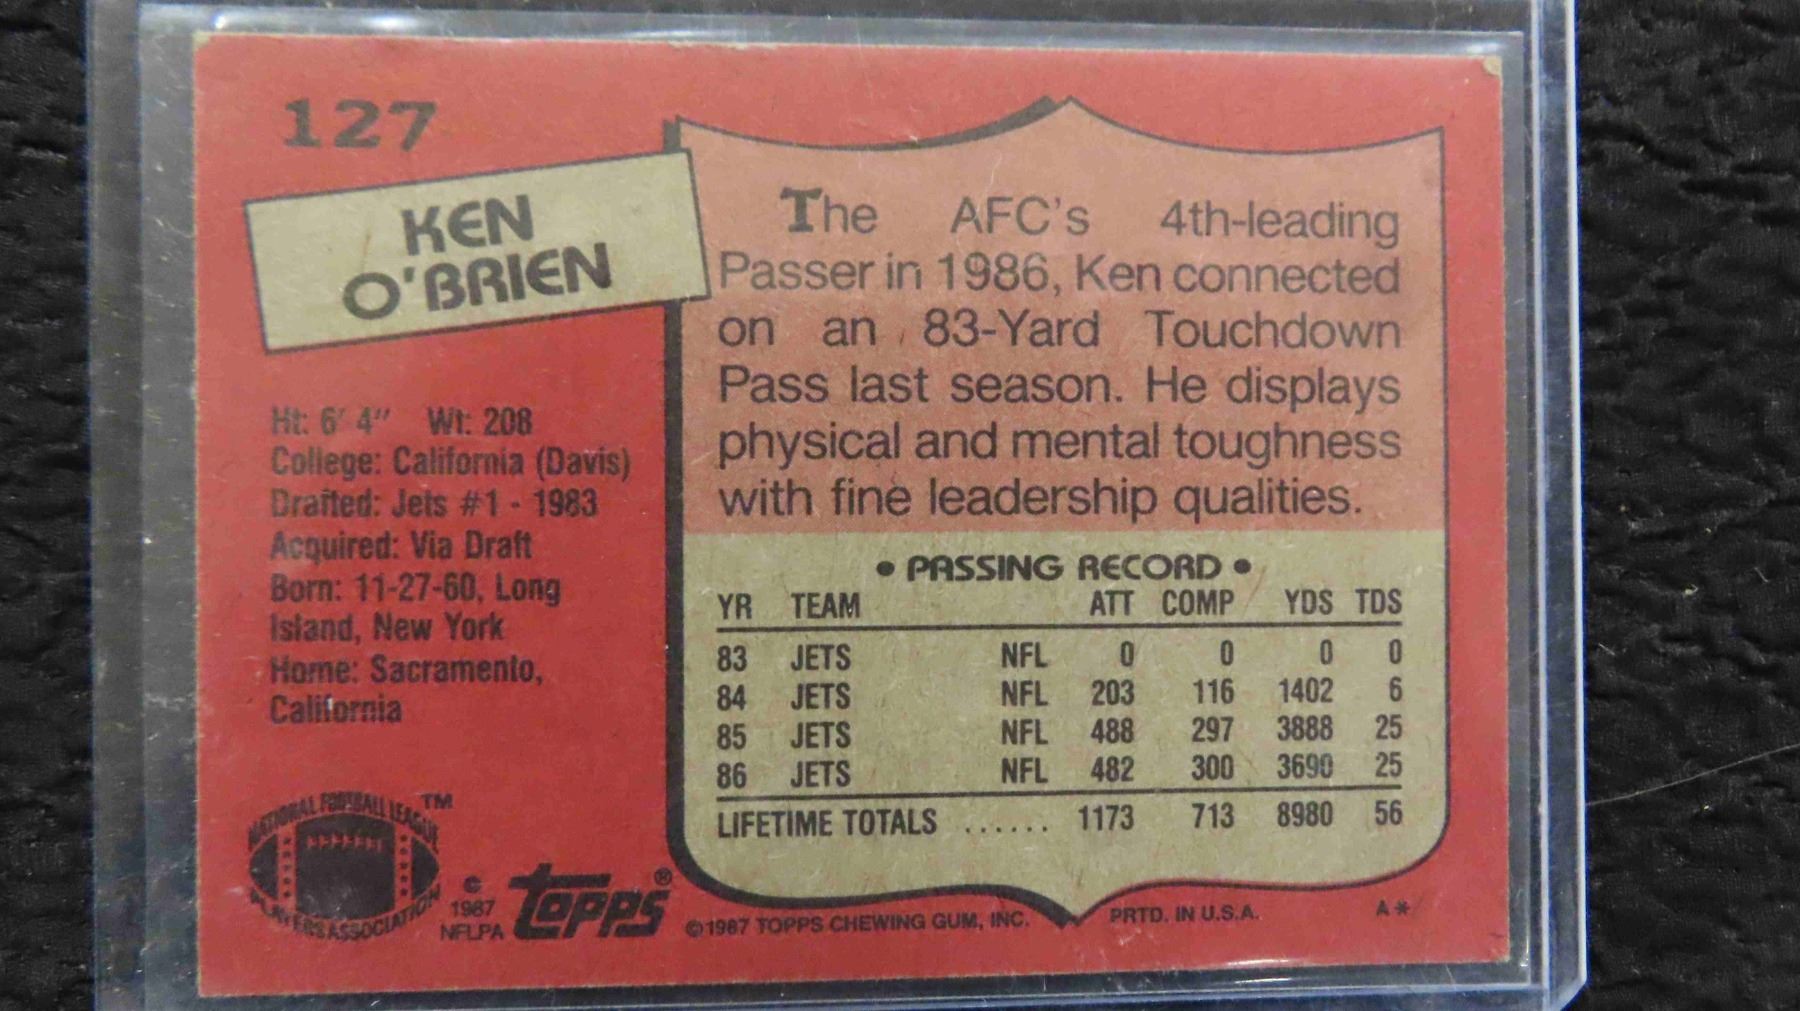 127
KEN
O'BRIEN
Ht: 6' 4" Wt: 208
College: California (Davis)
Drafted: Jets #1 - 1983
Acquired: Via Draft
Born: 11-27-60, Long
Island, New York
Home: Sacramento,
California
The AFC's 4th-leading
Passer in 1986, Ken connected
on an 83-Yard Touchdown
Pass last season. He displays
physical and mental toughness
with fine leadership qualities.
• PASSING RECORD •
YR TEAM ATT COMP YDS TDS
83 JETS NFL 0 0 0 0
84 JETS NFL 203 116 1402 6
85 JETS NFL 488 297 3888 25
86 JETS NFL 482 300 3690 25
LIFETIME TOTALS ...... 1173 713 8980 56
NATIONAL FOOTBALL LEAGUE ™
PLAYERS ASSOCIATION
©
1987
NFLPA
topps®
©1987 TOPPS CHEWING GUM, INC. PRTD. IN U.S.A. A*